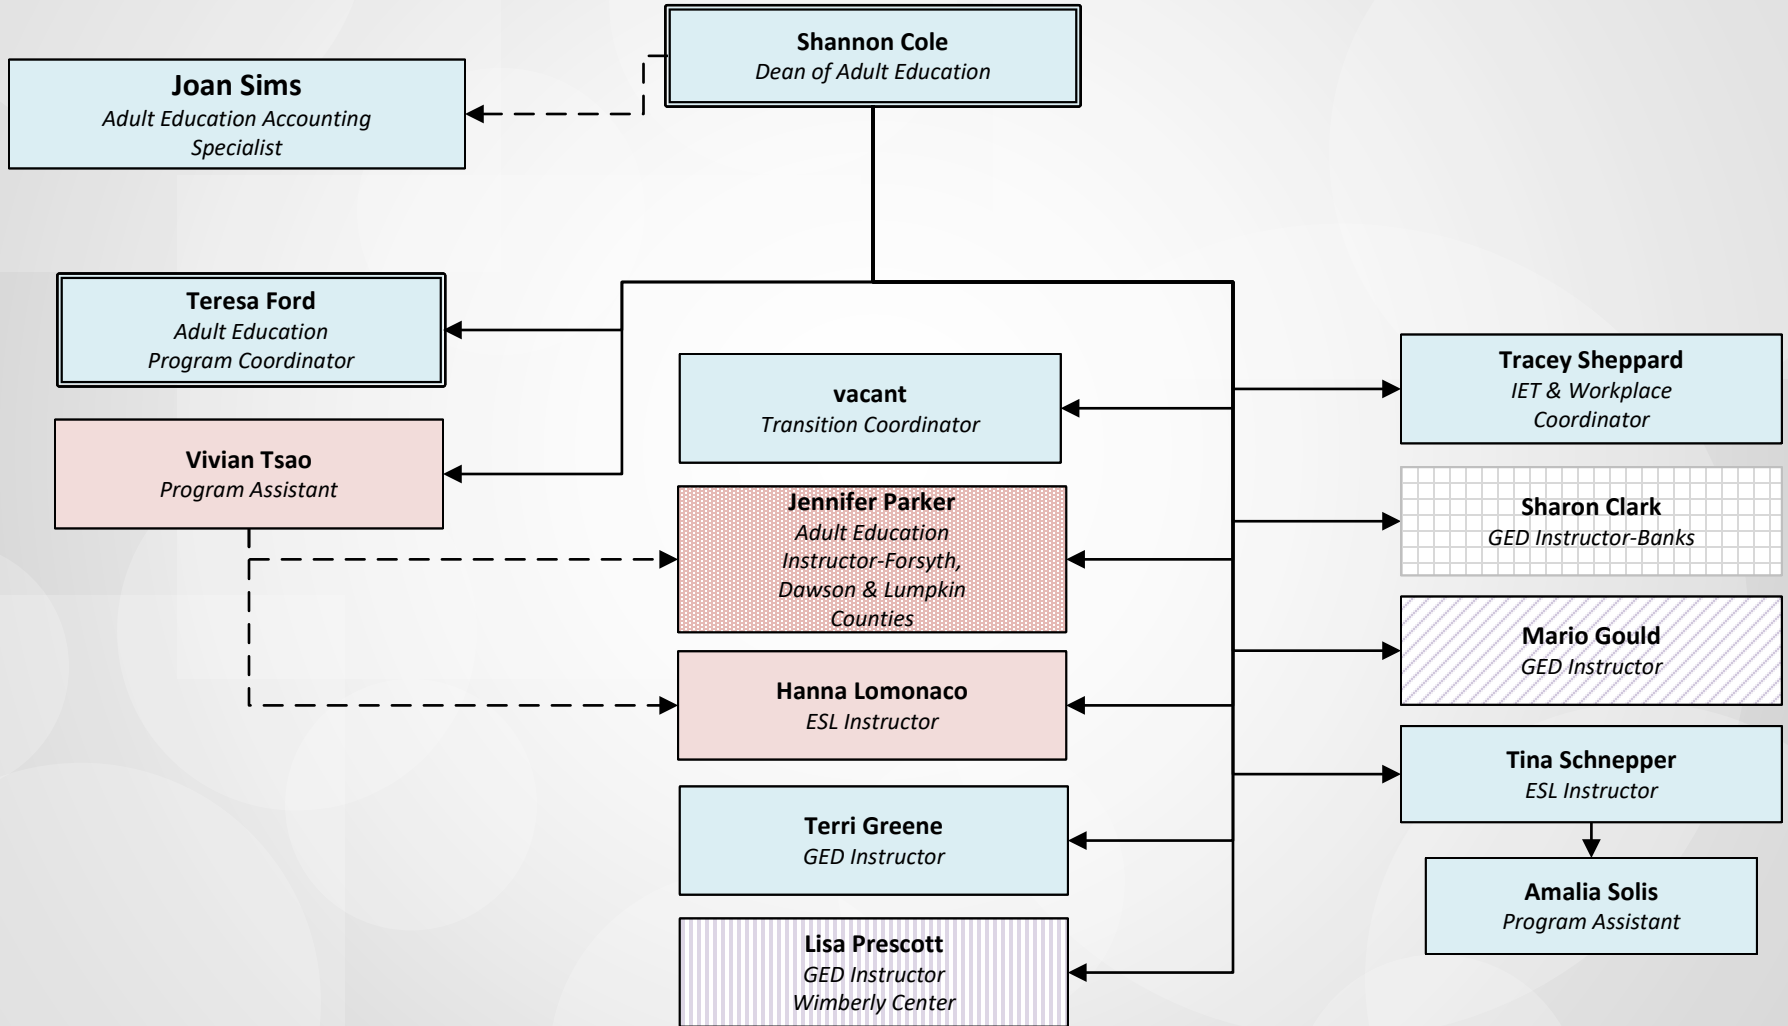 Shannon Cole
Dean of Adult Education
Joan Sims
Adult Education Accounting
Specialist
Teresa Ford
Adult Education
Program Coordinator
Vivian Tsao
Program Assistant
vacant
Transition Coordinator
Jennifer Parker
Adult Education
Instructor-Forsyth,
Dawson & Lumpkin
Counties
Hanna Lomonaco
ESL Instructor
Terri Greene
GED Instructor
Lisa Prescott
GED Instructor
Wimberly Center
Tracey Sheppard
IET & Workplace
Coordinator
Sharon Clark
GED Instructor-Banks
Mario Gould
GED Instructor
Tina Schnepper
ESL Instructor
Amalia Solis
Program Assistant